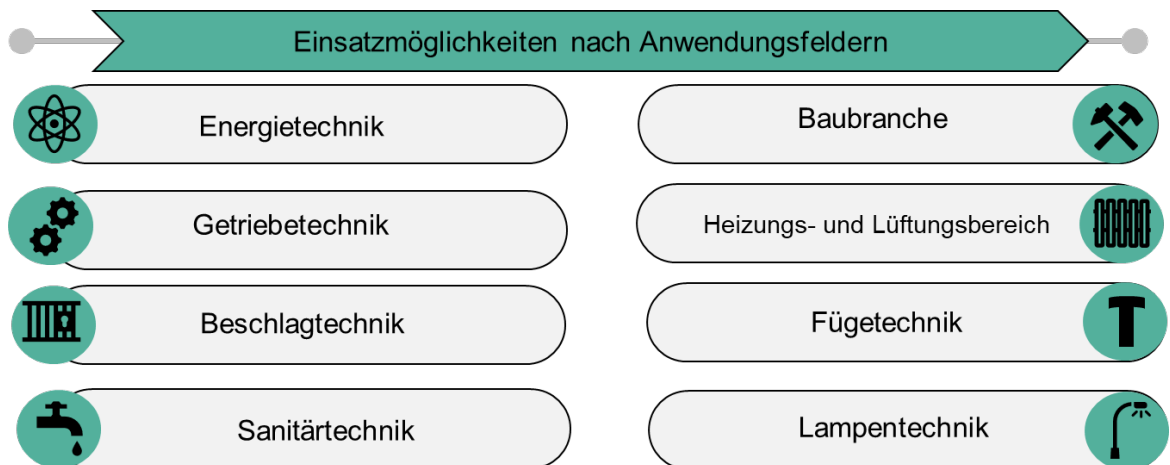 Einsatzmöglichkeiten nach Anwendungsfeldern
Energietechnik
Baubranche
Getriebetechnik
Heizungs- und Lüftungsbereich
Beschlagtechnik
Fügetechnik
Sanitärtechnik
Lampentechnik